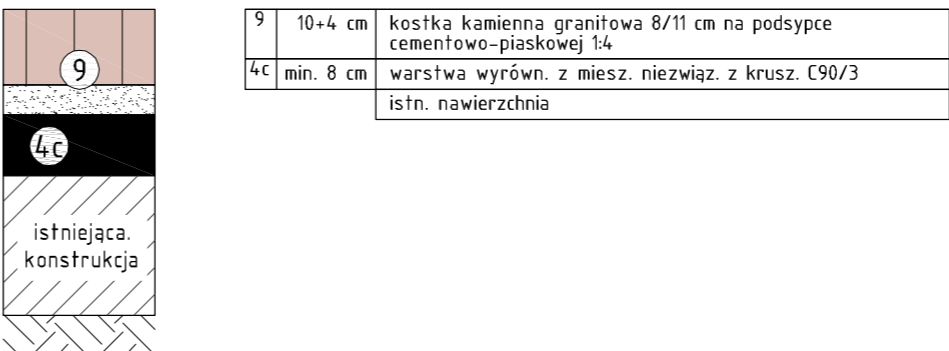 9
4c
istniejąca.
konstrukcja
9 10+4 cm kostka kamienna granitowa 8/11 cm na podsypce
cementowo-piaskowej 1:4
4c min. 8 cm warstwa wyrówn. z miesz. niezwiąz. z krusz. C90/3
istn. nawierzchnia